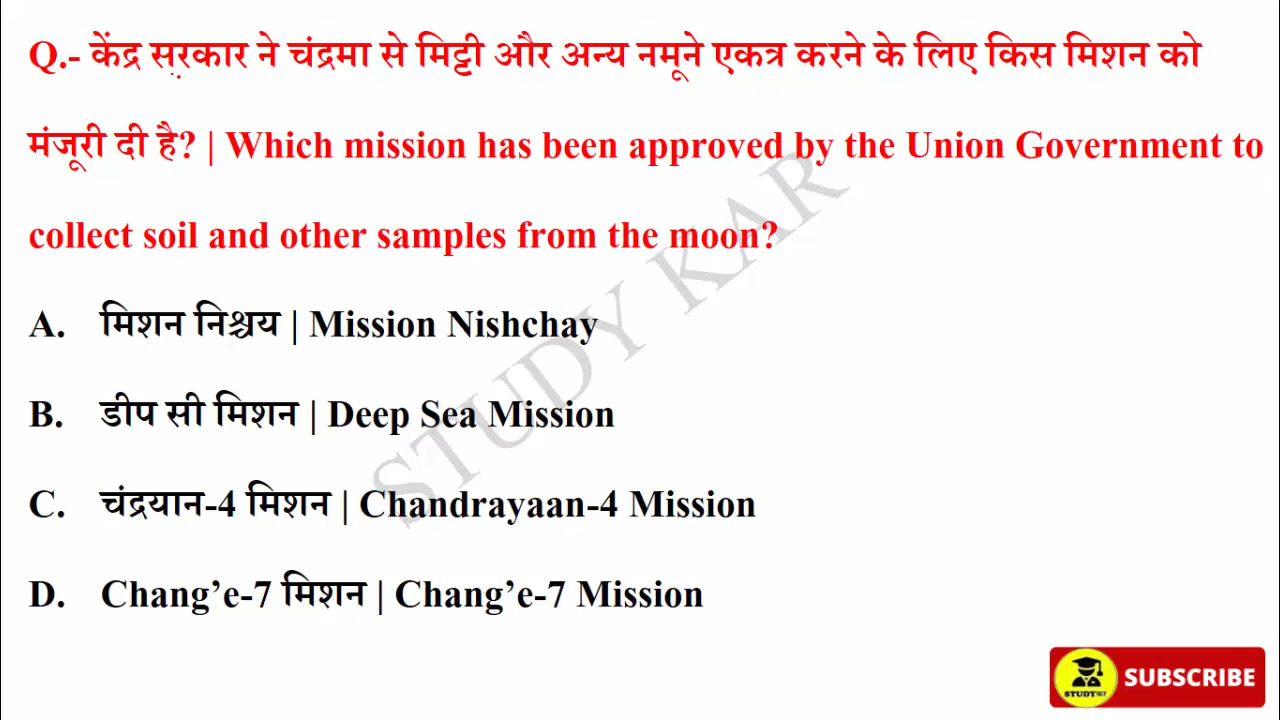 Q.- केंद्र सरकार ने चंद्रमा से मिट्टी और अन्य नमूने एकत्र करने के लिए किस मिशन को
मंजूरी दी है? | Which mission has been approved by the Union Government to
collect soil and other samples from the moon?
A. मिशन निश्चय | Mission Nishchay
B. डीप सी मिशन | Deep Sea Mission
C. चंद्रयान-4 मिशन | Chandrayaan-4 Mission
D. Chang’e-7 मिशन | Chang’e-7 Mission
STUDY KAR
SUBSCRIBE
STUDYकर